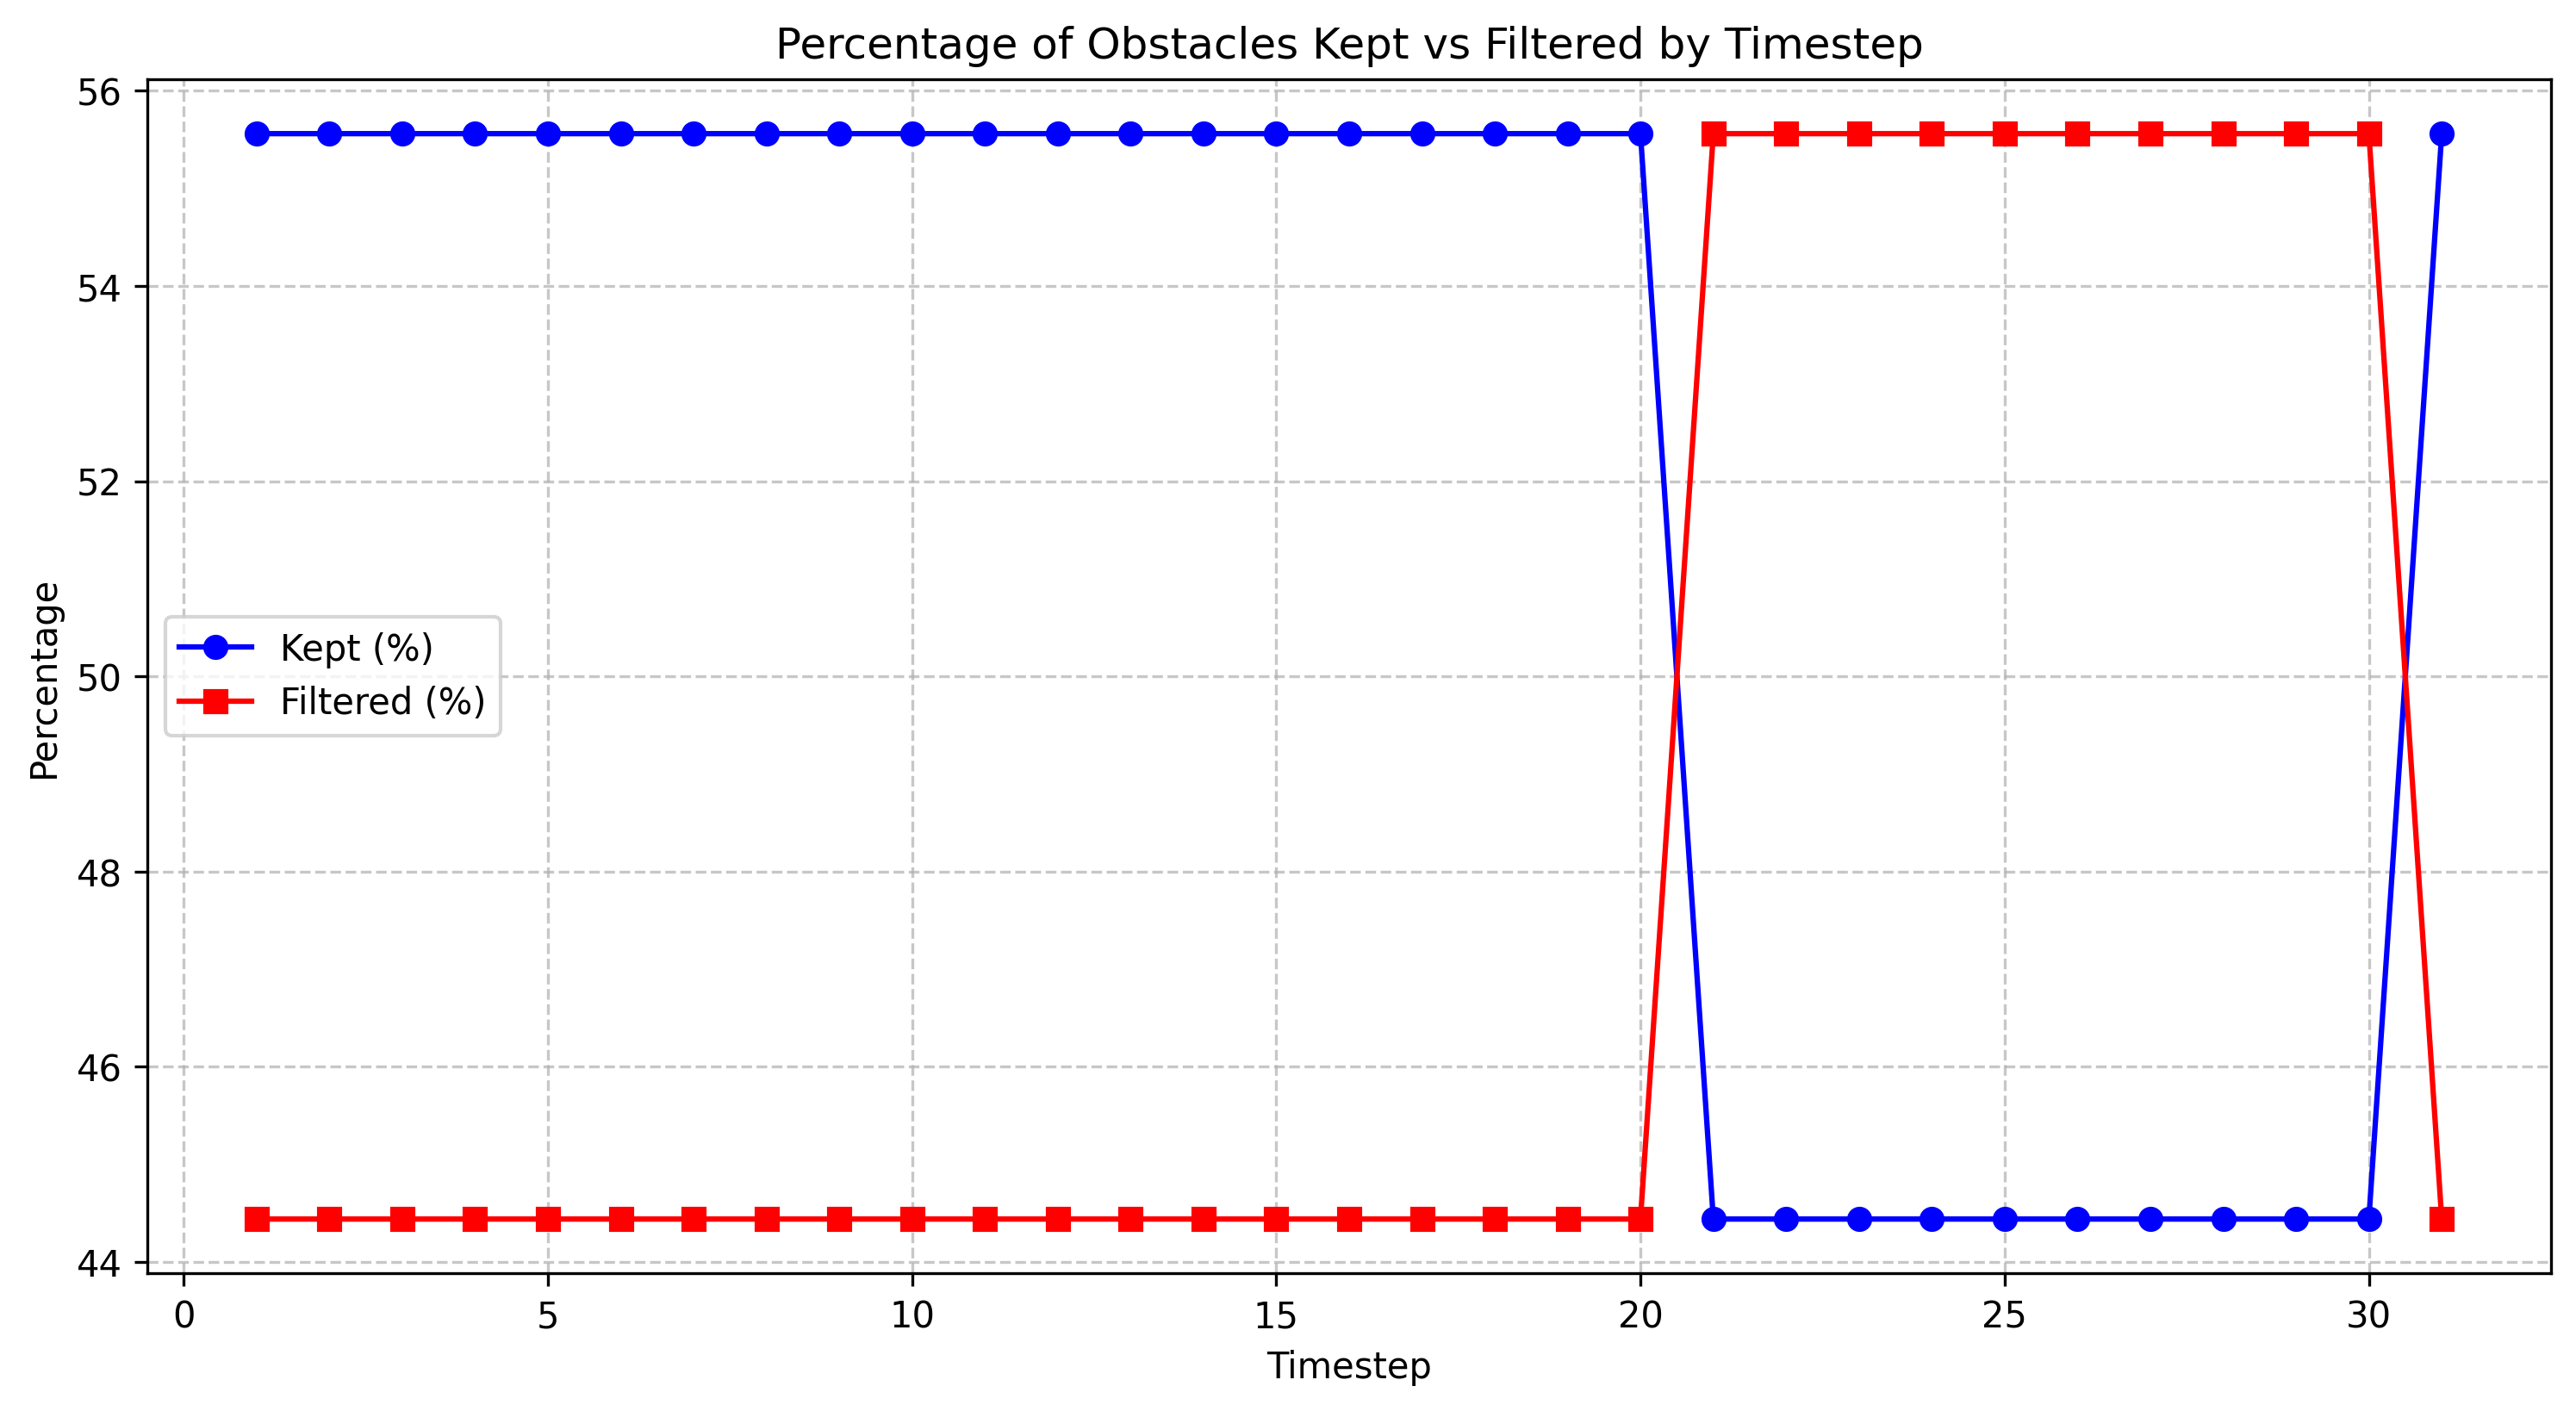 Percentage of Obstacles Kept vs Filtered by Timestep
56
54
52
50
48
46
44
Percentage
Kept (%)
Filtered (%)
0 5 10 15 20 25 30
Timestep